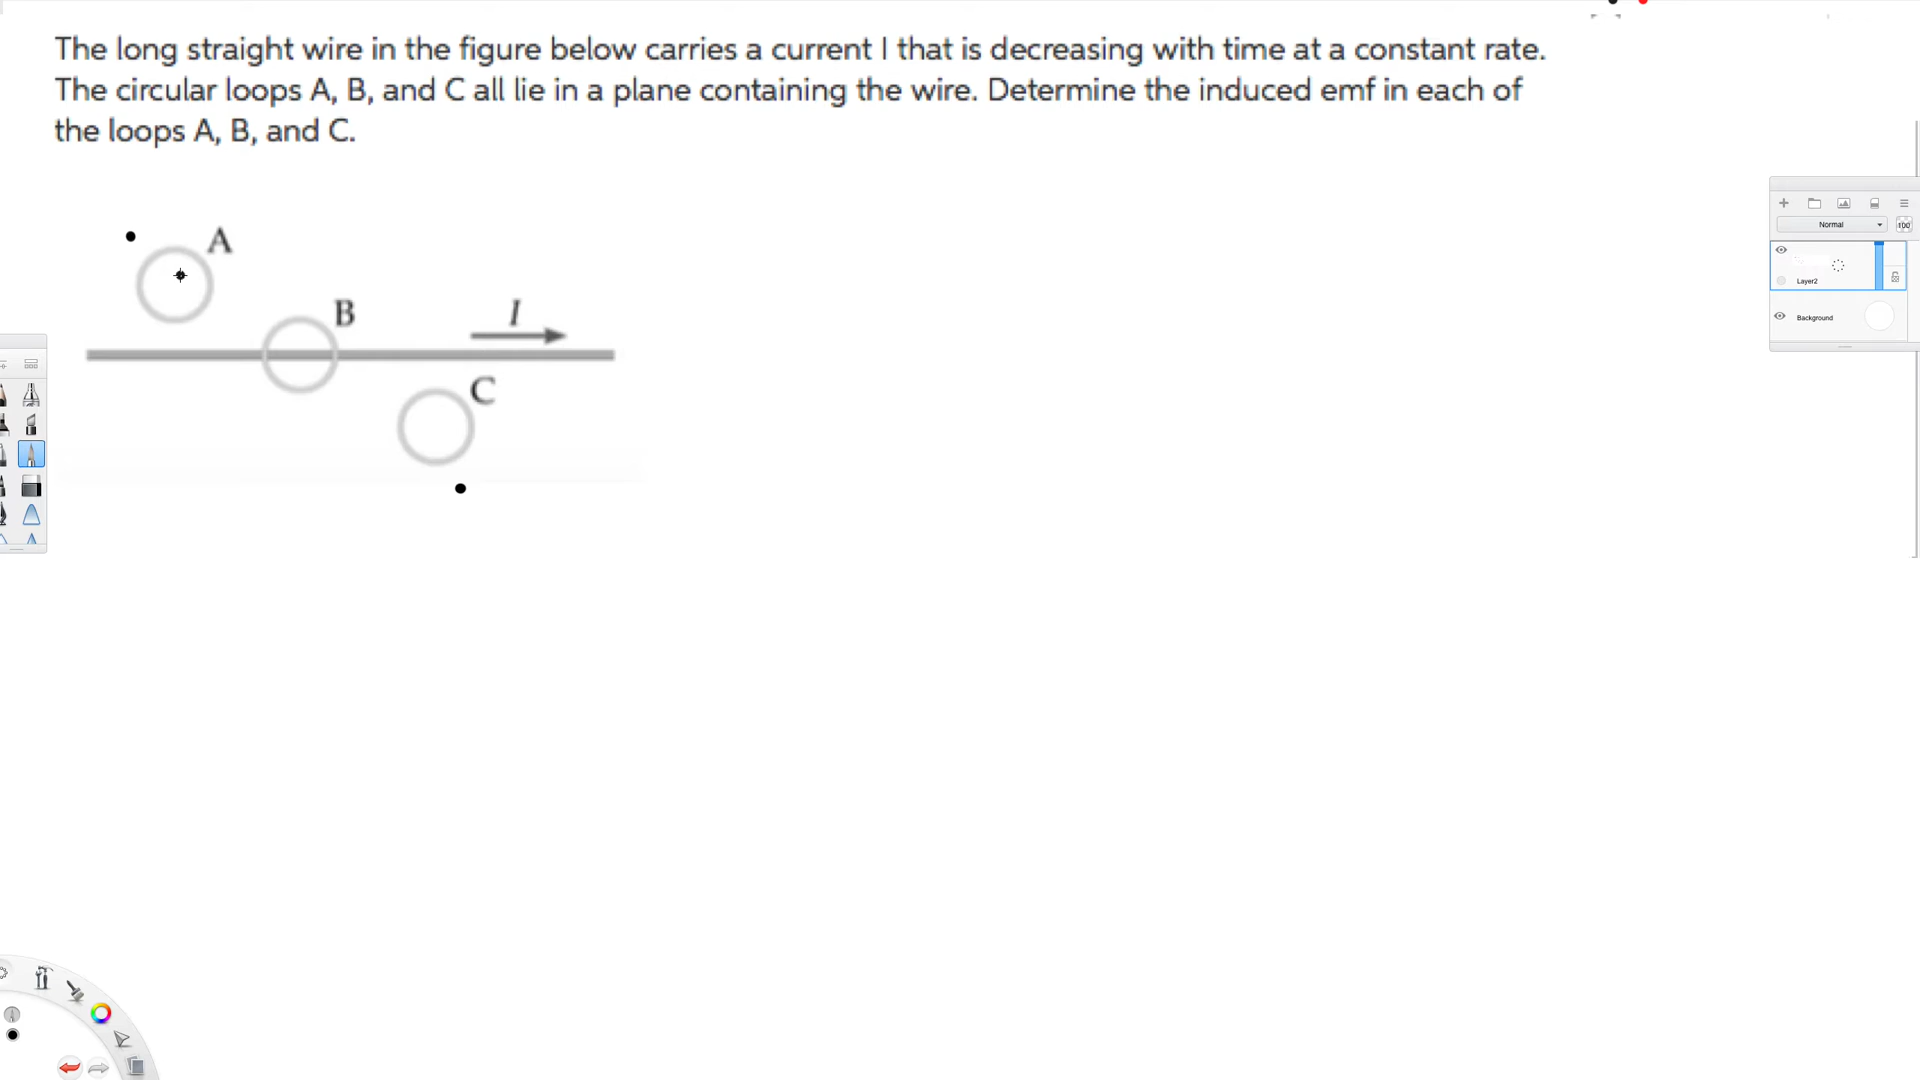 The long straight wire in the figure below carries a current I that is decreasing with time at a constant rate.
The circular loops A, B, and C all lie in a plane containing the wire. Determine the induced emf in each of
the loops A, B, and C.
A
B
I
C
Normal
100
Layer2
Background